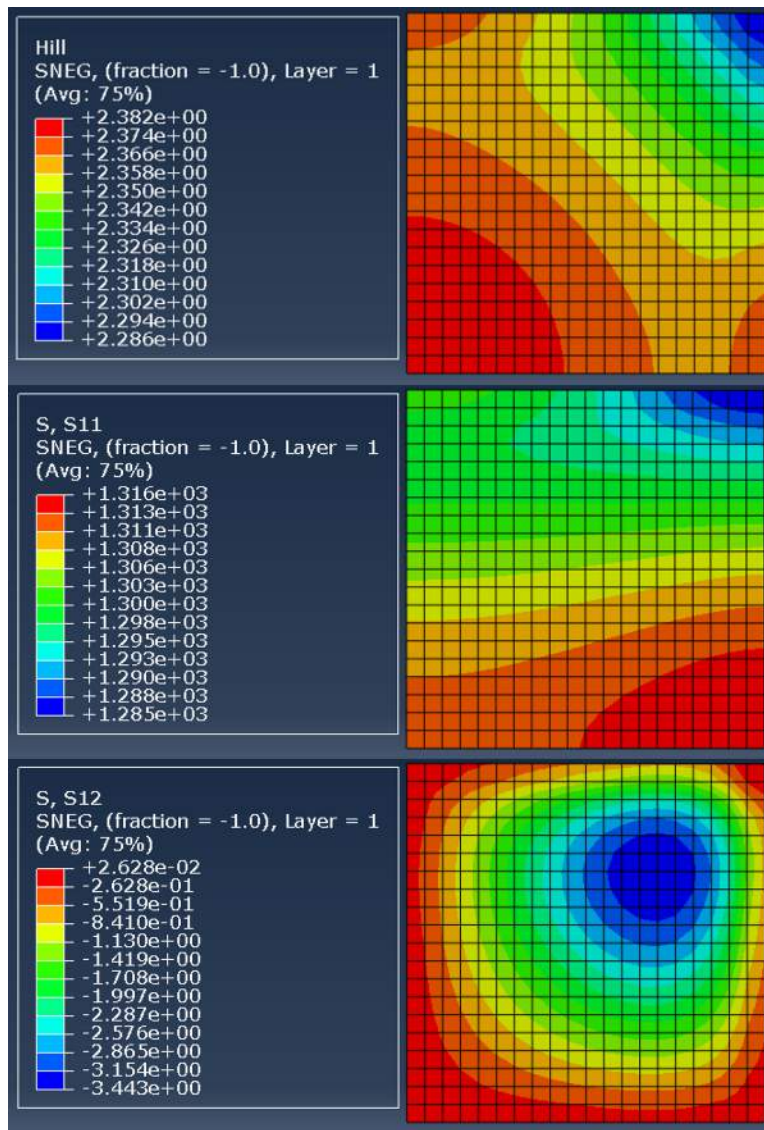 Hill
SNEG, (fraction = -1.0), Layer = 1
(Avg: 75%)
+2.382e+00
+2.374e+00
+2.366e+00
+2.358e+00
+2.350e+00
+2.342e+00
+2.334e+00
+2.326e+00
+2.318e+00
+2.310e+00
+2.302e+00
+2.294e+00
+2.286e+00
S, S11
SNEG, (fraction = -1.0), Layer = 1
(Avg: 75%)
+1.316e+03
+1.313e+03
+1.311e+03
+1.308e+03
+1.306e+03
+1.303e+03
+1.300e+03
+1.298e+03
+1.295e+03
+1.293e+03
+1.290e+03
+1.288e+03
+1.285e+03
S, S12
SNEG, (fraction = -1.0), Layer = 1
(Avg: 75%)
+2.628e-02
-2.628e-01
-5.519e-01
-8.410e-01
-1.130e+00
-1.419e+00
-1.708e+00
-1.997e+00
-2.287e+00
-2.576e+00
-2.865e+00
-3.154e+00
-3.443e+00